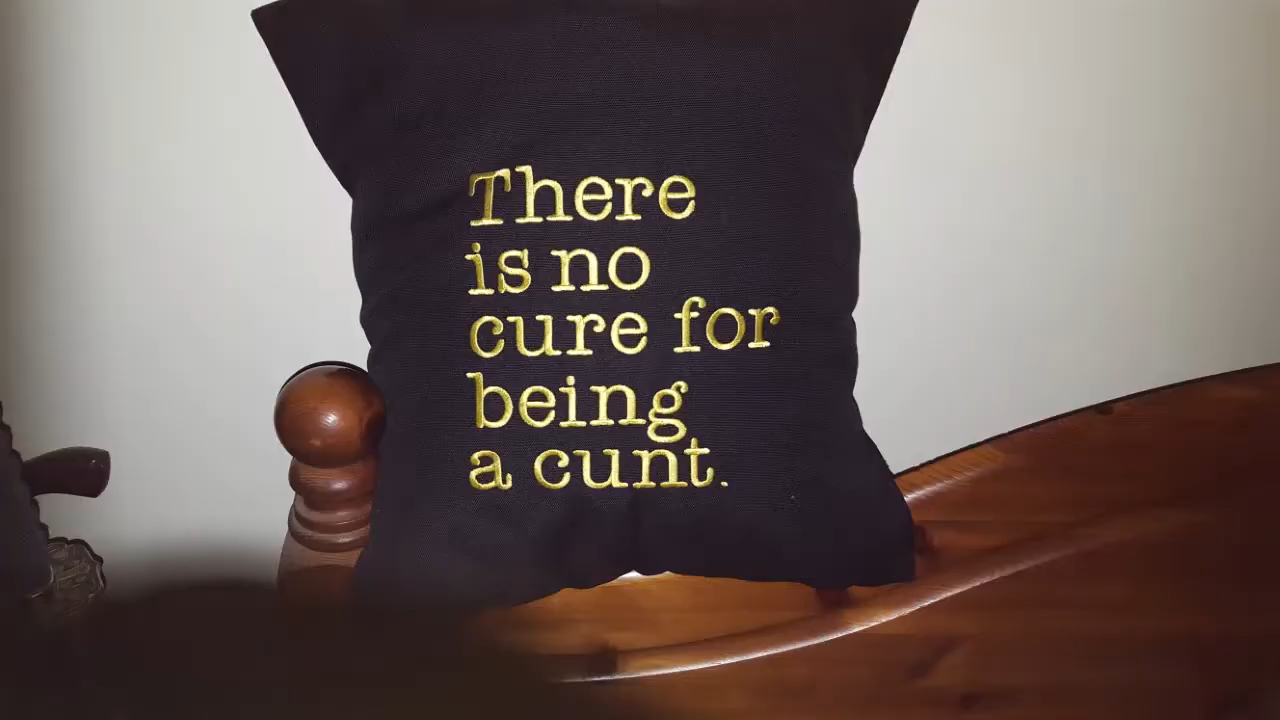 There
is no
cure for
being
a cunt.